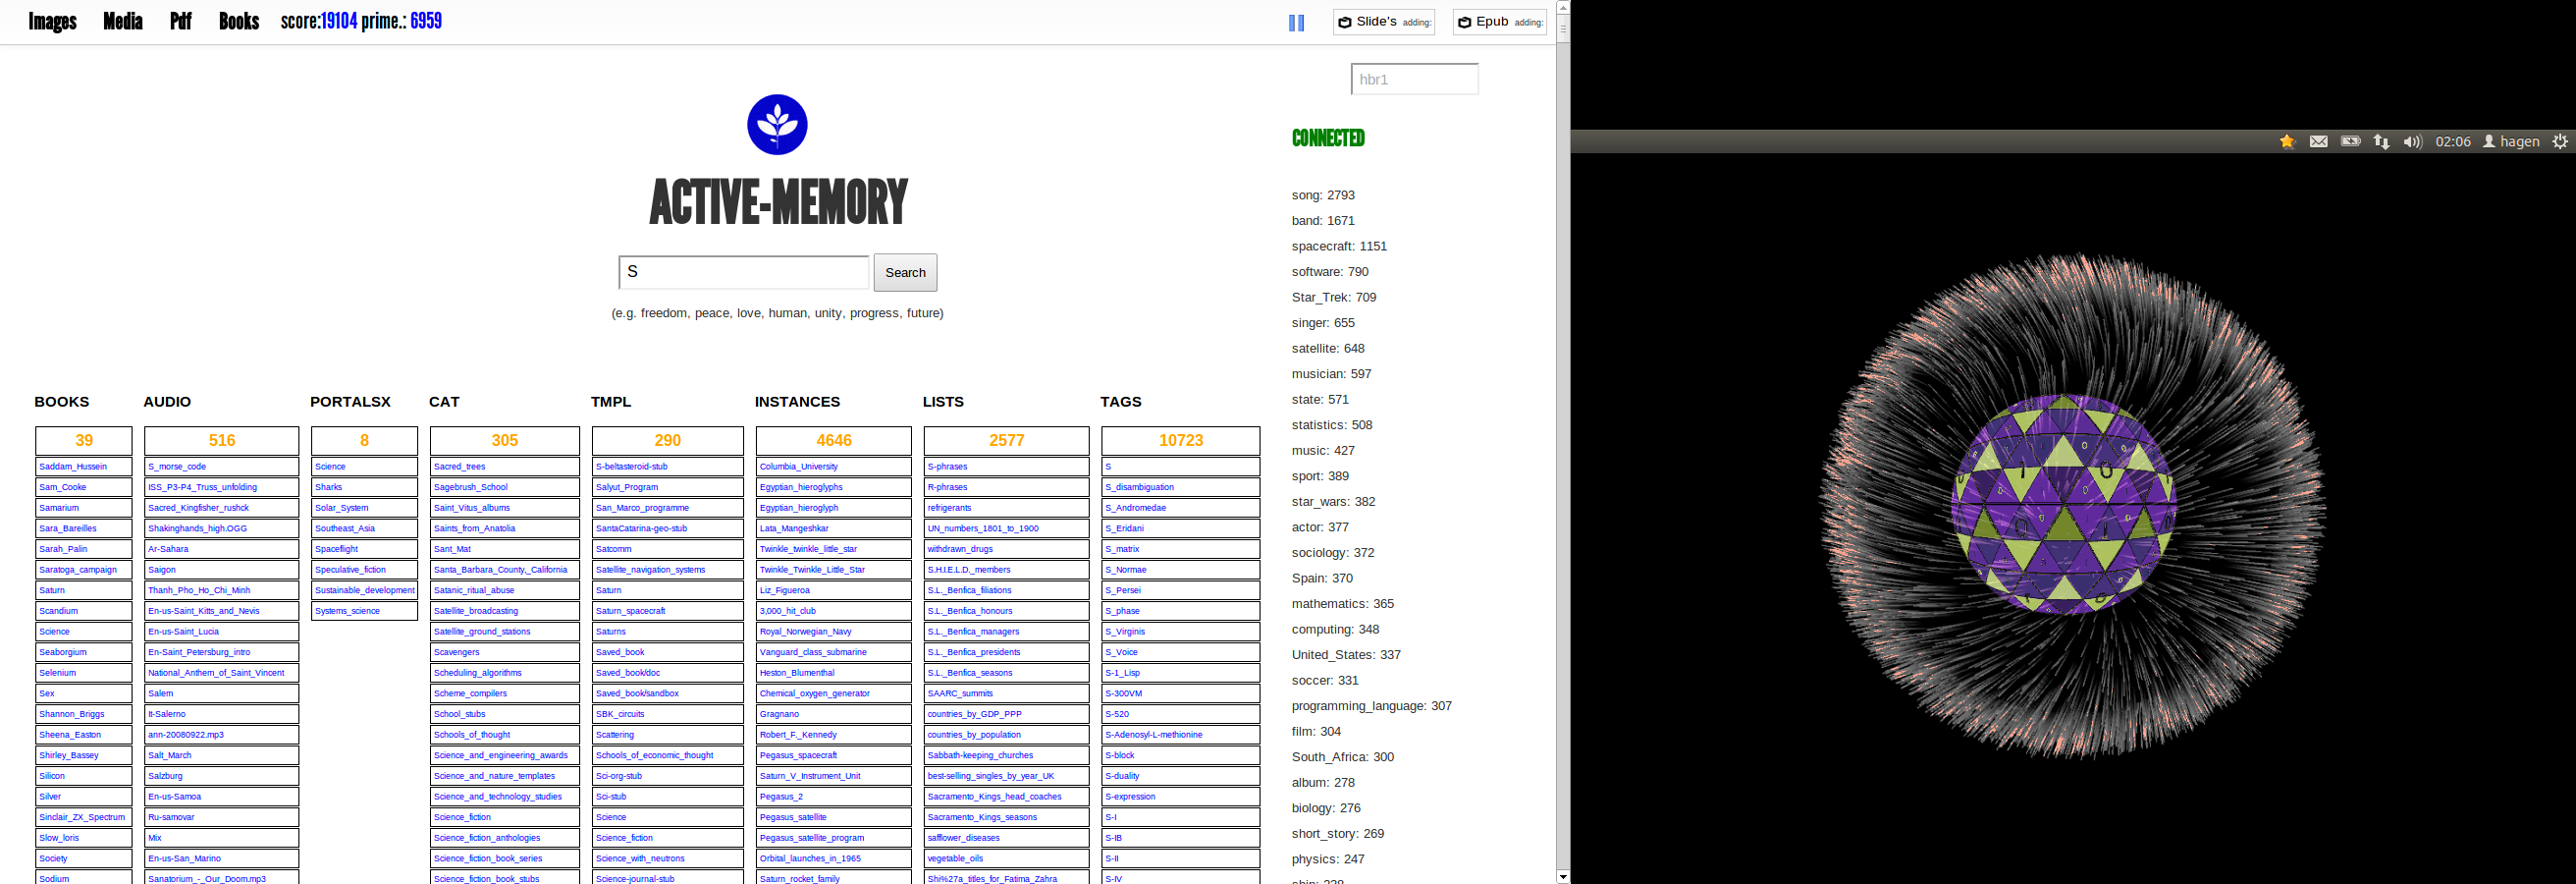 Images Media Pdf Books score:19104 prime.: 6959
Slide's adding: Epub adding:
hbr1
CONNECTED
02:06 hagen
ACTIVE-MEMORY
S Search
(e.g. freedom, peace, love, human, unity, progress, future)
BOOKS
39
Saddam_Hussein
Sam_Cooke
Samarium
Sara_Bareilles
Sarah_Palin
Saratoga_campaign
Saturn
Scandium
Science
Seaborgium
Selenium
Sex
Shannon_Briggs
Sheena_Easton
Shirley_Bassey
Silicon
Silver
Sinclair_ZX_Spectrum
Slow_loris
Society
Sodium
AUDIO
516
S_morse_code
ISS_P3-P4_Truss_unfolding
Sacred_Kingfisher_rushck
Shakinghands_high.OGG
Ar-Sahara
Saigon
Thanh_Pho_Ho_Chi_Minh
En-us-Saint_Kitts_and_Nevis
En-us-Saint_Lucia
En-Saint_Petersburg_intro
National_Anthem_of_Saint_Vincent
Salem
It-Salerno
ann-20080922.mp3
Salt_March
Salzburg
En-us-Samoa
Ru-samovar
Mix
En-us-San_Marino
Sanatorium_-_Our_Doom.mp3
PORTALSX
8
Science
Sharks
Solar_System
Southeast_Asia
Spaceflight
Speculative_fiction
Sustainable_development
Systems_science
CAT
305
Sacred_trees
Sagebrush_School
Saint_Vitus_albums
Saints_from_Anatolia
Sant_Mat
Santa_Barbara_County,_California
Satanic_ritual_abuse
Satellite_broadcasting
Satellite_ground_stations
Scavengers
Scheduling_algorithms
Scheme_compilers
School_stubs
Schools_of_thought
Science_and_engineering_awards
Science_and_nature_templates
Science_and_technology_studies
Science_fiction
Science_fiction_anthologies
Science_fiction_book_series
Science_fiction_book_stubs
TMPL
290
S-beltasteroid-stub
Salyut_Program
San_Marco_programme
SantaCatarina-geo-stub
Satcomm
Satellite_navigation_systems
Saturn
Saturn_spacecraft
Saturns
Saved_book
Saved_book/doc
Saved_book/sandbox
SBK_circuits
Scattering
Schools_of_economic_thought
Sci-org-stub
Sci-stub
Science
Science_fiction
Science_with_neutrons
Science-journal-stub
INSTANCES
4646
Columbia_University
Egyptian_hieroglyphs
Egyptian_hieroglyph
Lata_Mangeshkar
Twinkle_twinkle_little_star
Twinkle_Twinkle_Little_Star
Liz_Figueroa
3,000_hit_club
Royal_Norwegian_Navy
Vanguard_class_submarine
Heston_Blumenthal
Chemical_oxygen_generator
Gragnano
Robert_F._Kennedy
Pegasus_spacecraft
Saturn_V_Instrument_Unit
Pegasus_2
Pegasus_satellite
Pegasus_satellite_program
Orbital_launches_in_1965
Saturn_rocket_family
LISTS
2577
S-phrases
R-phrases
refrigerants
UN_numbers_1801_to_1900
withdrawn_drugs
S.H.I.E.L.D._members
S.L._Benfica_filiations
S.L._Benfica_honours
S.L._Benfica_managers
S.L._Benfica_presidents
S.L._Benfica_seasons
SAARC_summits
countries_by_GDP_PPP
countries_by_population
Sabbath-keeping_churches
best-selling_singles_by_year_UK
Sacramento_Kings_head_coaches
Sacramento_Kings_seasons
safflower_diseases
vegetable_oils
Shi%27a_titles_for_Fatima_Zahra
TAGS
10723
S
S_disambiguation
S_Andromedae
S_Eridani
S_matrix
S_Normae
S_Persei
S_phase
S_Virginis
S_Voice
S-1_Lisp
S-300VM
S-520
S-Adenosyl-L-methionine
S-block
S-duality
S-expression
S-I
S-IB
S-II
S-IV
song: 2793
band: 1671
spacecraft: 1151
software: 790
Star_Trek: 709
singer: 655
satellite: 648
musician: 597
state: 571
statistics: 508
music: 427
sport: 389
star_wars: 382
actor: 377
sociology: 372
Spain: 370
mathematics: 365
computing: 348
United_States: 337
soccer: 331
programming_language: 307
film: 304
South_Africa: 300
album: 278
biology: 276
short_story: 269
physics: 247